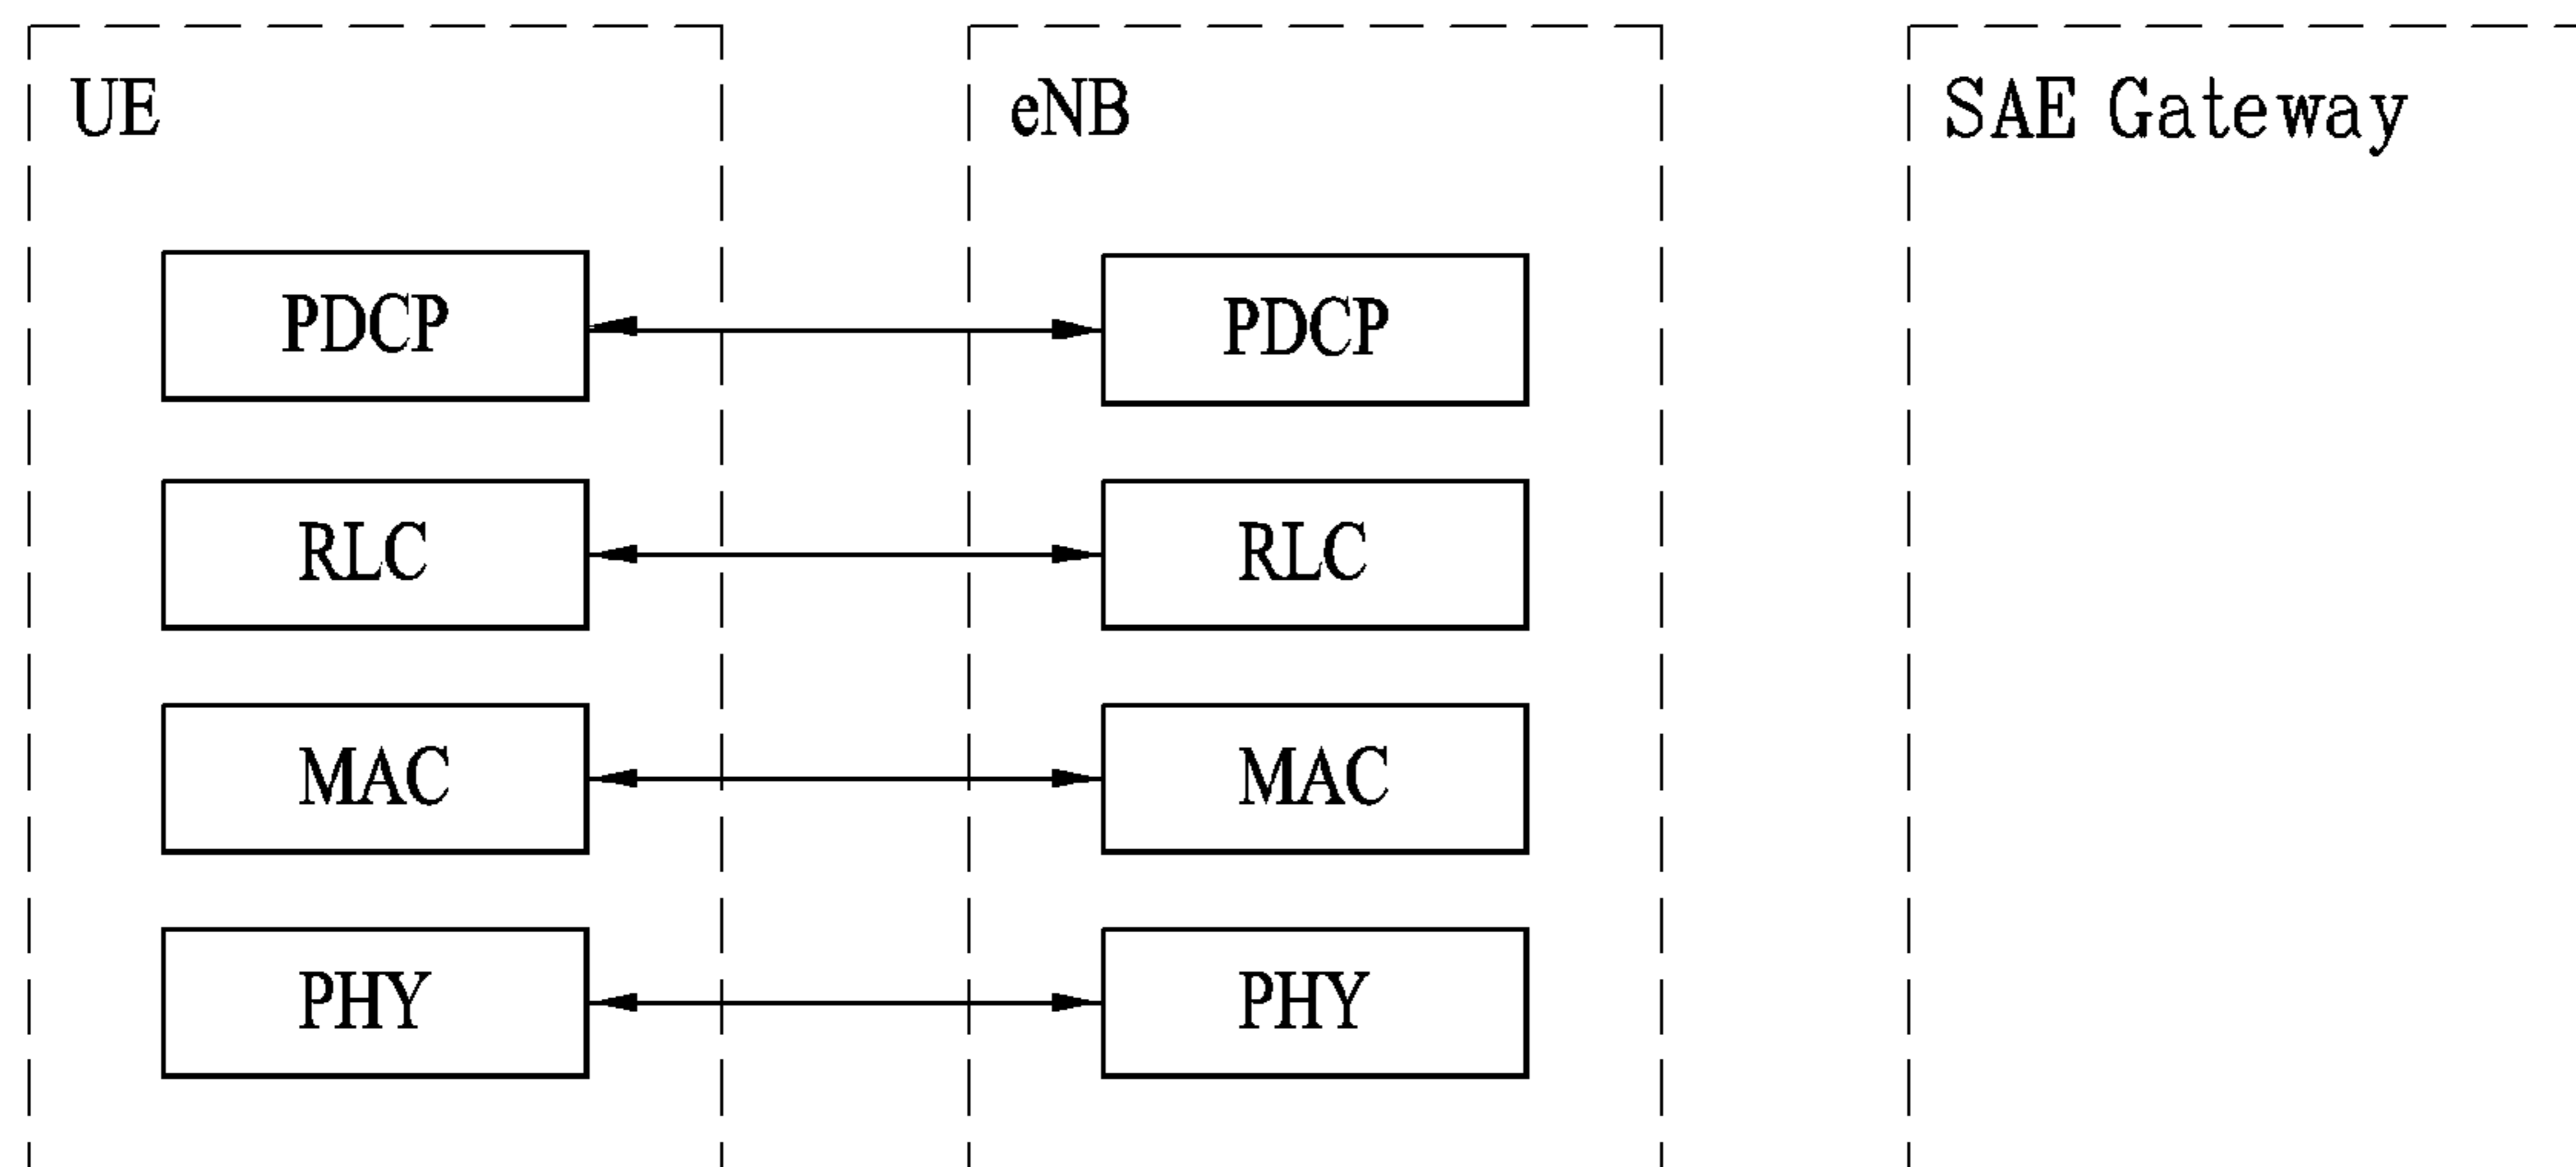 UE
eNB
SAE Gateway
PDCP
PDCP
RLC
RLC
MAC
MAC
PHY
PHY